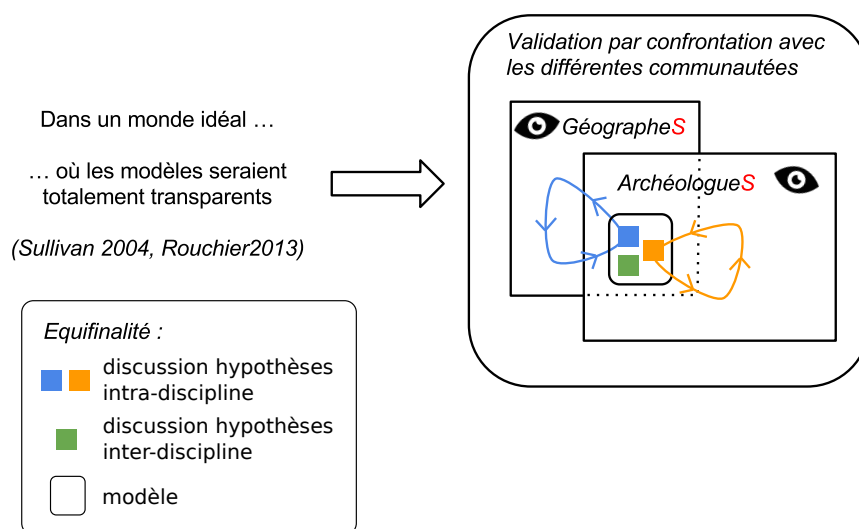 Dans un monde idéal ...
... où les modèles seraient
totalement transparents
(Sullivan 2004, Rouchier2013)
Validation par confrontation avec
les différentes communautées
GéographeS
ArchéologueS
Equifinalité :
discussion hypothèses
intra-discipline
discussion hypothèses
inter-discipline
modèle